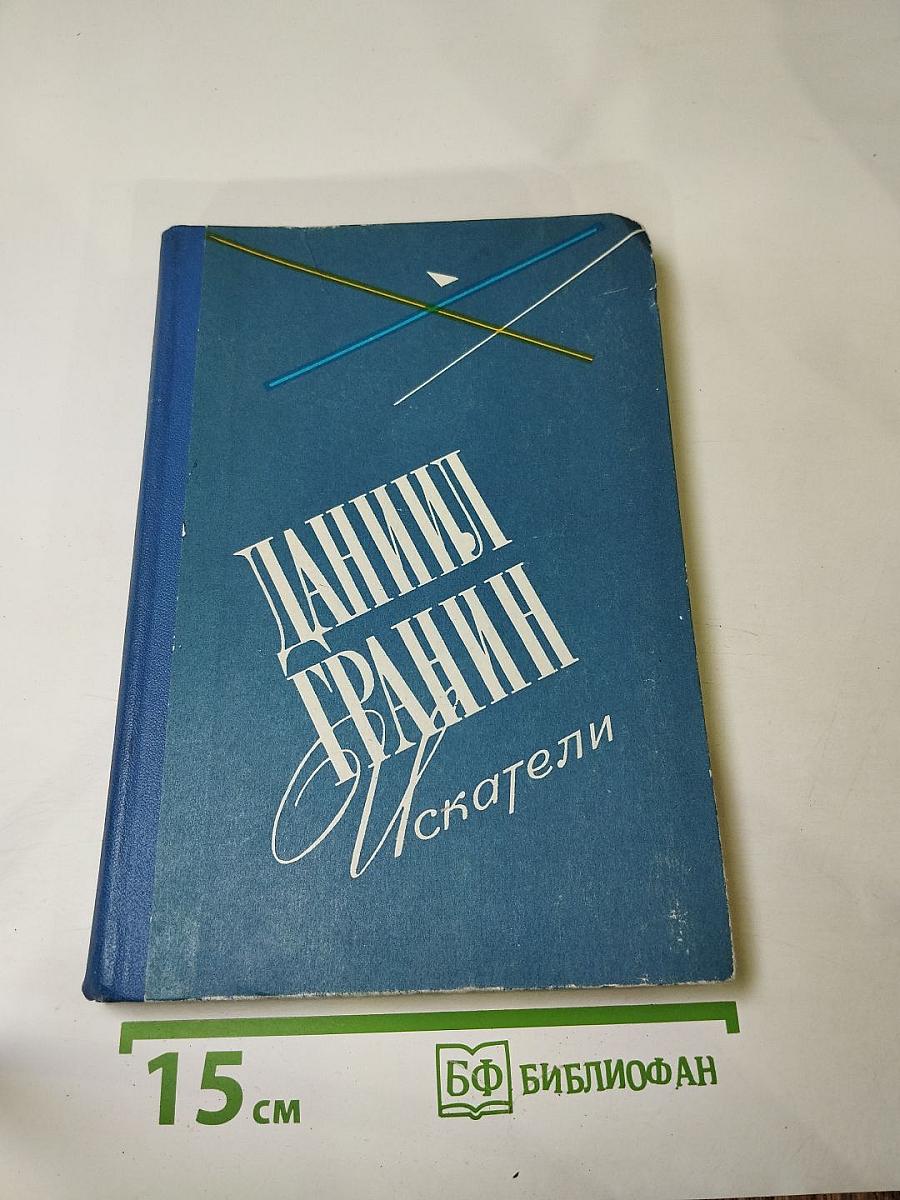 ДАНИИЛ
ГРАНИН
Искатели
15 см
БФ БИБЛИОФАН